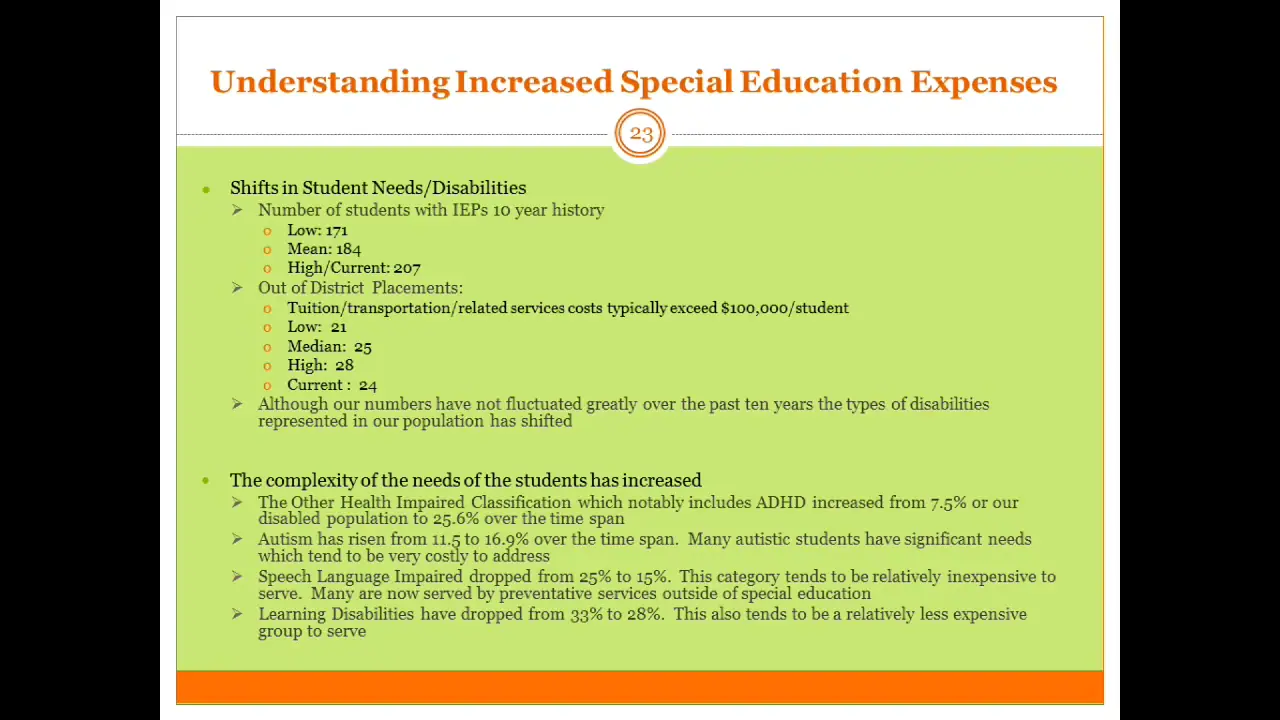 Understanding Increased Special Education Expenses
23
Shifts in Student Needs/Disabilities
Number of students with IEPs 10 year history
Low: 171
Mean: 184
High/Current: 207
Out of District Placements:
Tuition/transportation/related services costs typically exceed $100,000/student
Low: 21
Median: 25
High: 28
Current : 24
Although our numbers have not fluctuated greatly over the past ten years the types of disabilities
represented in our population has shifted
The complexity of the needs of the students has increased
The Other Health Impaired Classification which notably includes ADHD increased from 7.5% or our
disabled population to 25.6% over the time span
Autism has risen from 11.5 to 16.9% over the time span. Many autistic students have significant needs
which tend to be very costly to address
Speech Language Impaired dropped from 25% to 15%. This category tends to be relatively inexpensive to
serve. Many are now served by preventative services outside of special education
Learning Disabilities have dropped from 33% to 28%. This also tends to be a relatively less expensive
group to serve